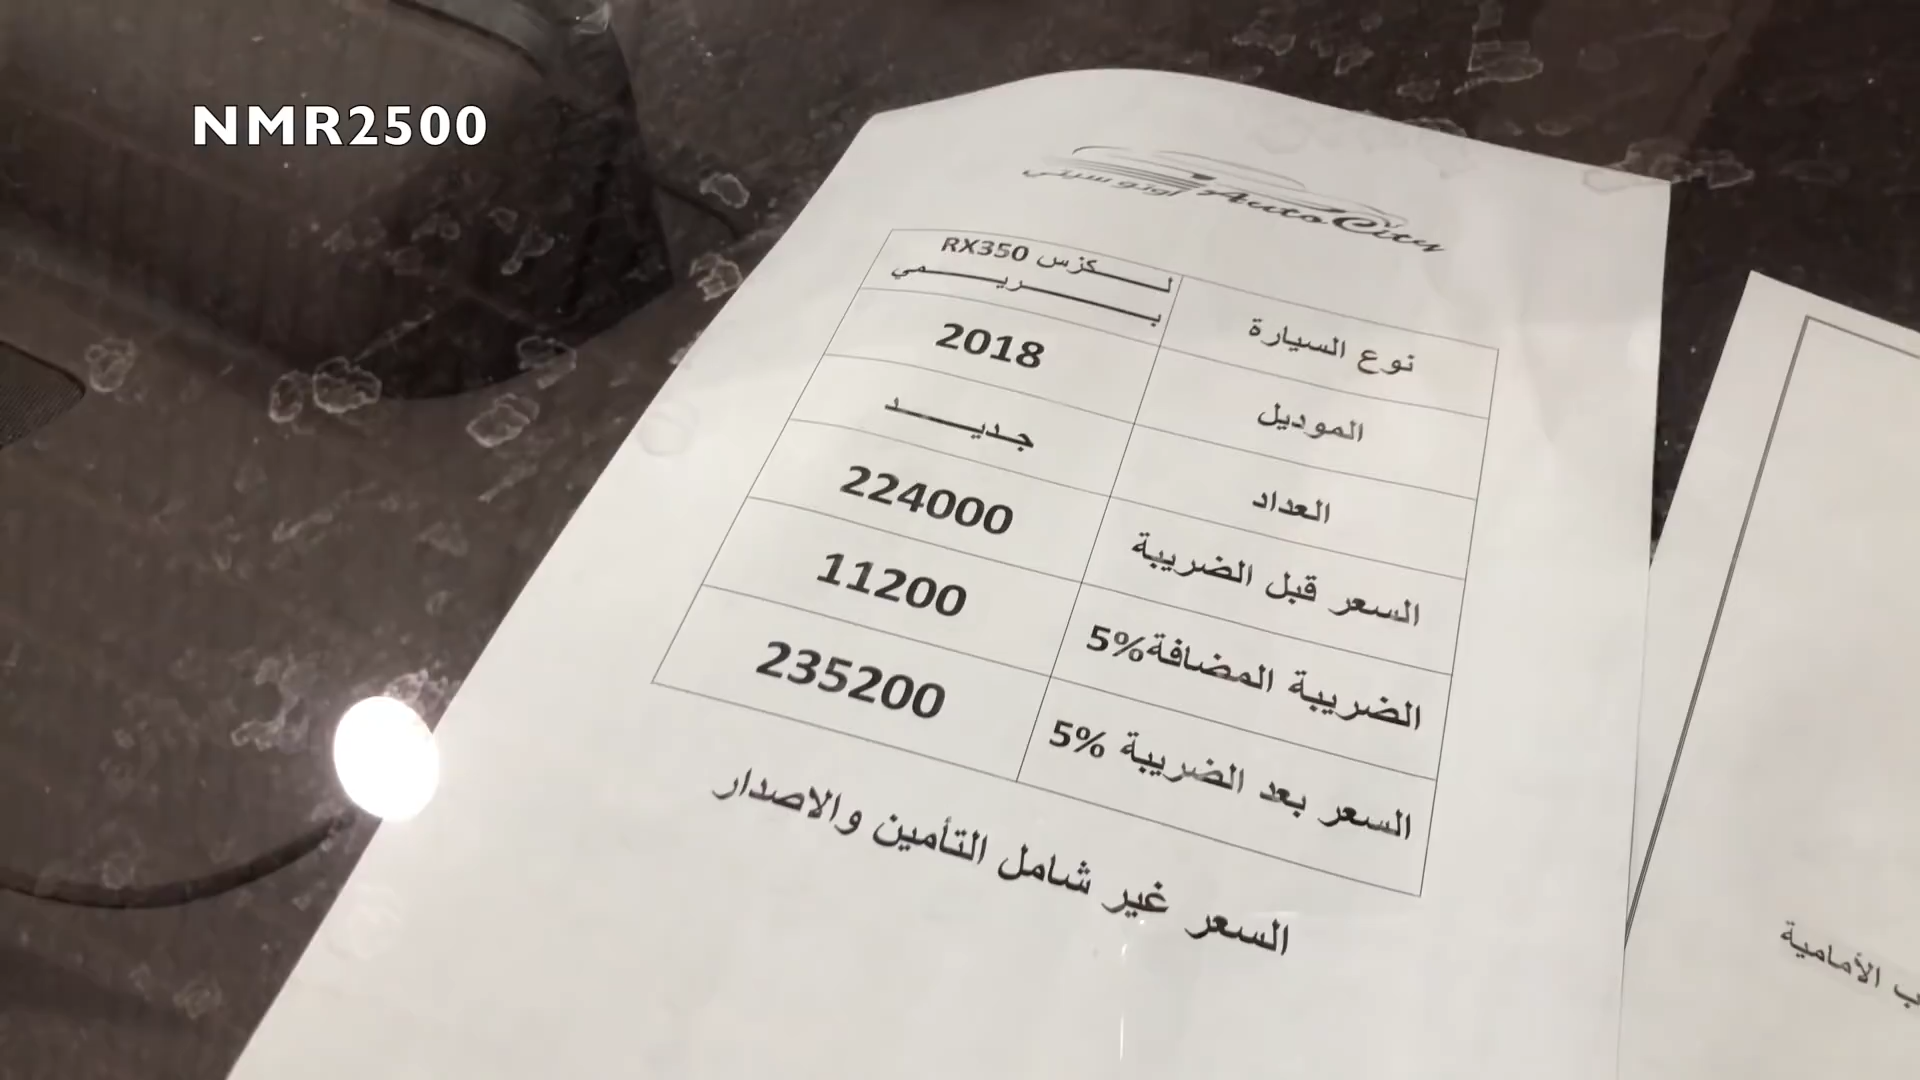 NMR2500
اوتو سيتي AutoCity
نوع السيارة لكزس RX350
بريمي
الموديل 2018
العداد جديد
السعر قبل الضريبة 224000
الضريبة المضافة5% 11200
السعر بعد الضريبة 5% 235200
السعر غير شامل التأمين والاصدار
الأمامية